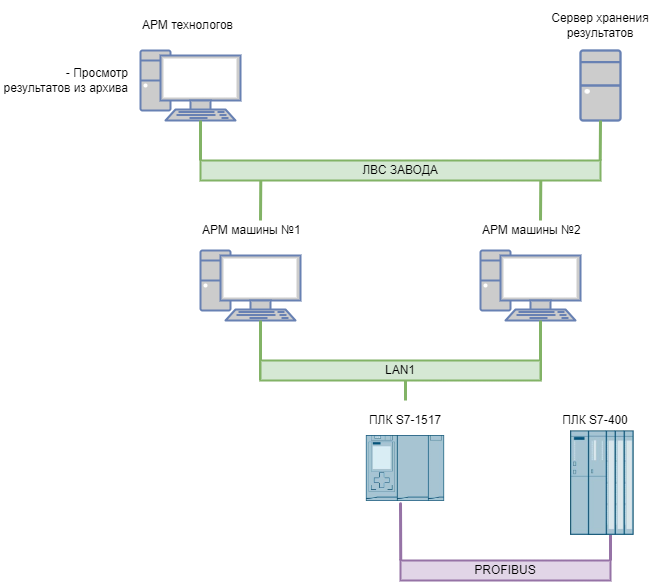 АРМ технологов
Сервер хранения
результатов
- Просмотр
результатов из архива
ЛВС ЗАВОДА
АРМ машины №1
АРМ машины №2
LAN1
ПЛК S7-1517
ПЛК S7-400
PROFIBUS